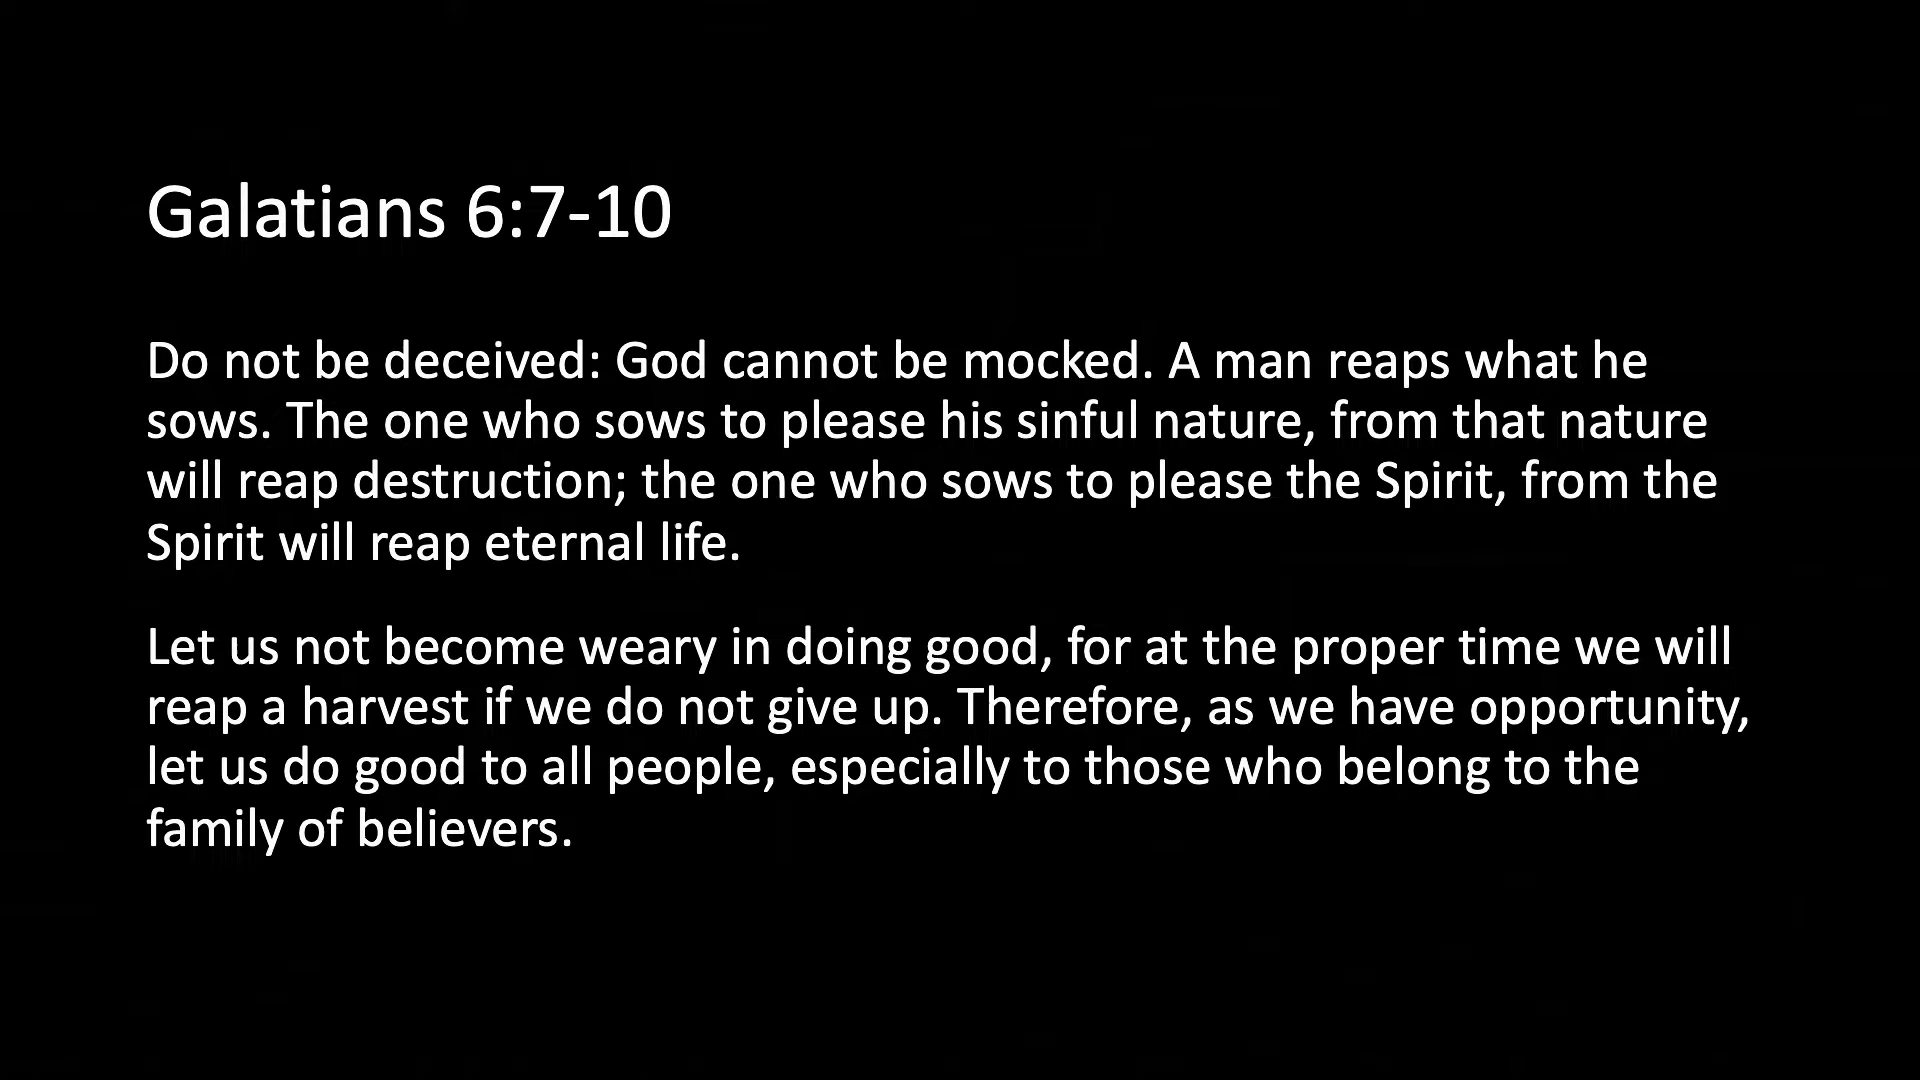 Galatians 6:7-10
Do not be deceived: God cannot be mocked. A man reaps what he
sows. The one who sows to please his sinful nature, from that nature
will reap destruction; the one who sows to please the Spirit, from the
Spirit will reap eternal life.
Let us not become weary in doing good, for at the proper time we will
reap a harvest if we do not give up. Therefore, as we have opportunity,
let us do good to all people, especially to those who belong to the
family of believers.